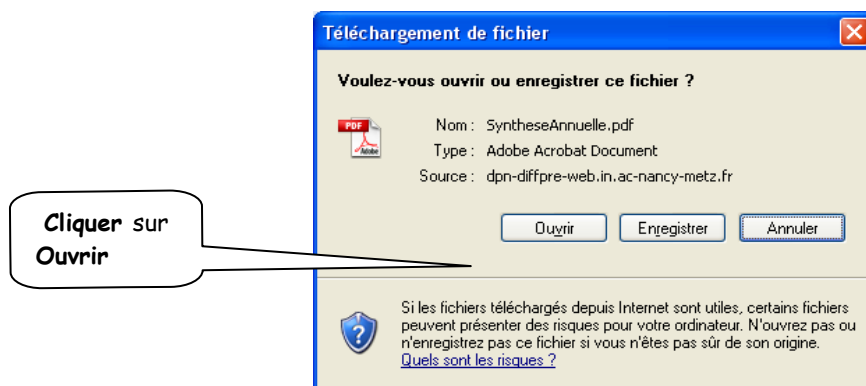 Téléchargement de fichier
Voulez-vous ouvrir ou enregistrer ce fichier ?
PDF
Adobe
Nom : SyntheseAnnuelle.pdf
Type : Adobe Acrobat Document
Source : dpn-diffpre-web.in.ac-nancy-metz.fr
Ouvrir Enregistrer Annuler
Cliquer sur
Ouvrir
Si les fichiers téléchargés depuis Internet sont utiles, certains fichiers
peuvent présenter des risques pour votre ordinateur. N'ouvrez pas ou
n'enregistrez pas ce fichier si vous n'êtes pas sûr de son origine.
Quels sont les risques ?